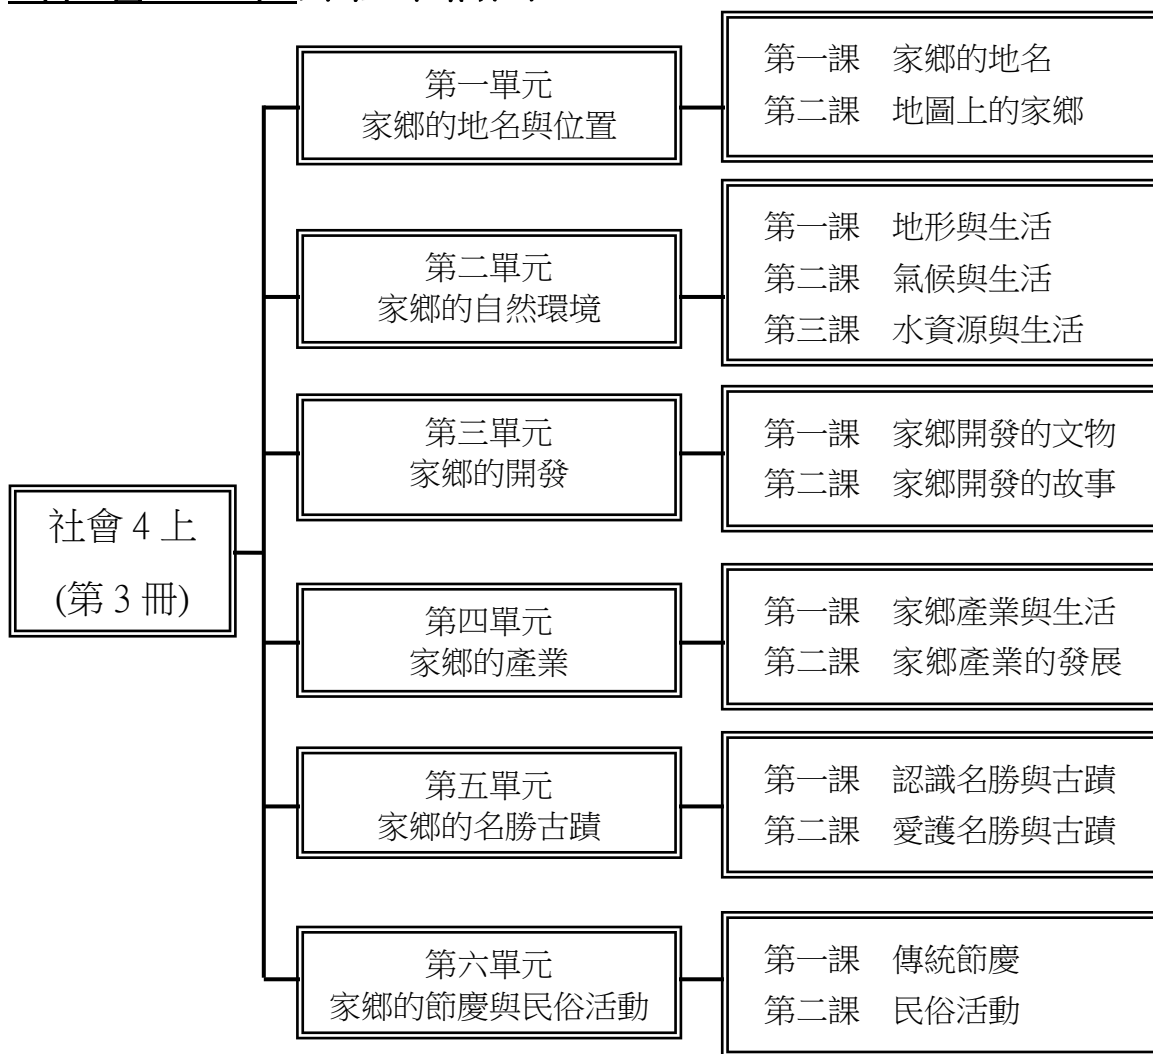 社會4上
(第3冊)
第一單元
家鄉的地名與位置
第一課 家鄉的地名
第二課 地圖上的家鄉
第二單元
家鄉的自然環境
第一課 地形與生活
第二課 氣候與生活
第三課 水資源與生活
第三單元
家鄉的開發
第一課 家鄉開發的文物
第二課 家鄉開發的故事
第四單元
家鄉的產業
第一課 家鄉產業與生活
第二課 家鄉產業的發展
第五單元
家鄉的名勝古蹟
第一課 認識名勝與古蹟
第二課 愛護名勝與古蹟
第六單元
家鄉的節慶與民俗活動
第一課 傳統節慶
第二課 民俗活動